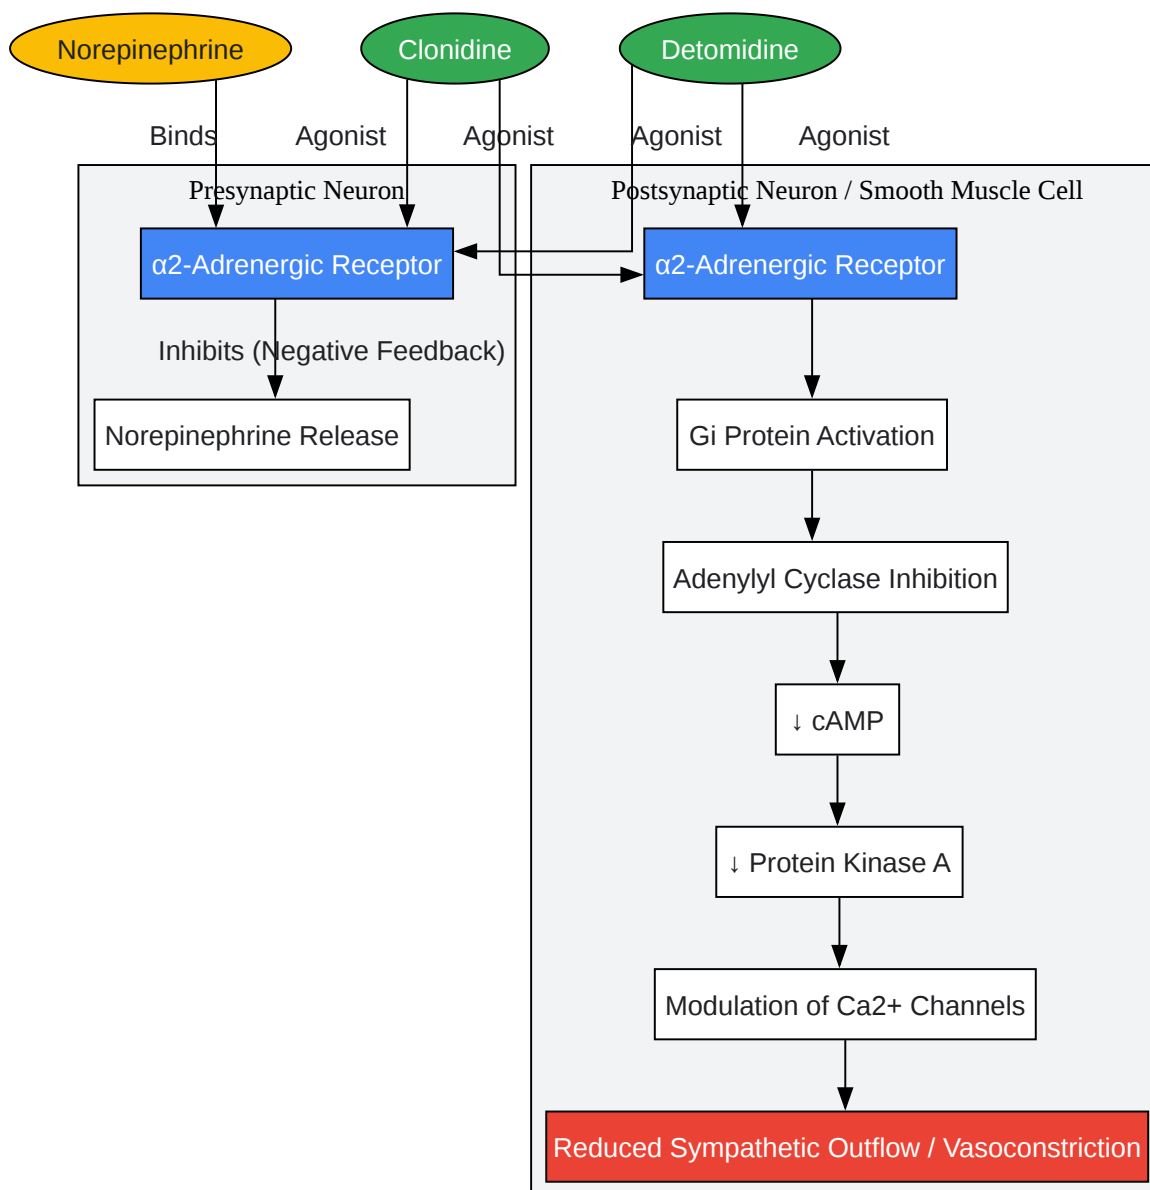 Norepinephrine
Clonidine
Detomidine
Binds
Agonist
Agonist
Agonist
Agonist
Presynaptic Neuron
Postsynaptic Neuron / Smooth Muscle Cell
α2-Adrenergic Receptor
α2-Adrenergic Receptor
Inhibits (Negative Feedback)
Norepinephrine Release
Gi Protein Activation
Adenylyl Cyclase Inhibition
↓ cAMP
↓ Protein Kinase A
Modulation of Ca2+ Channels
Reduced Sympathetic Outflow / Vasoconstriction